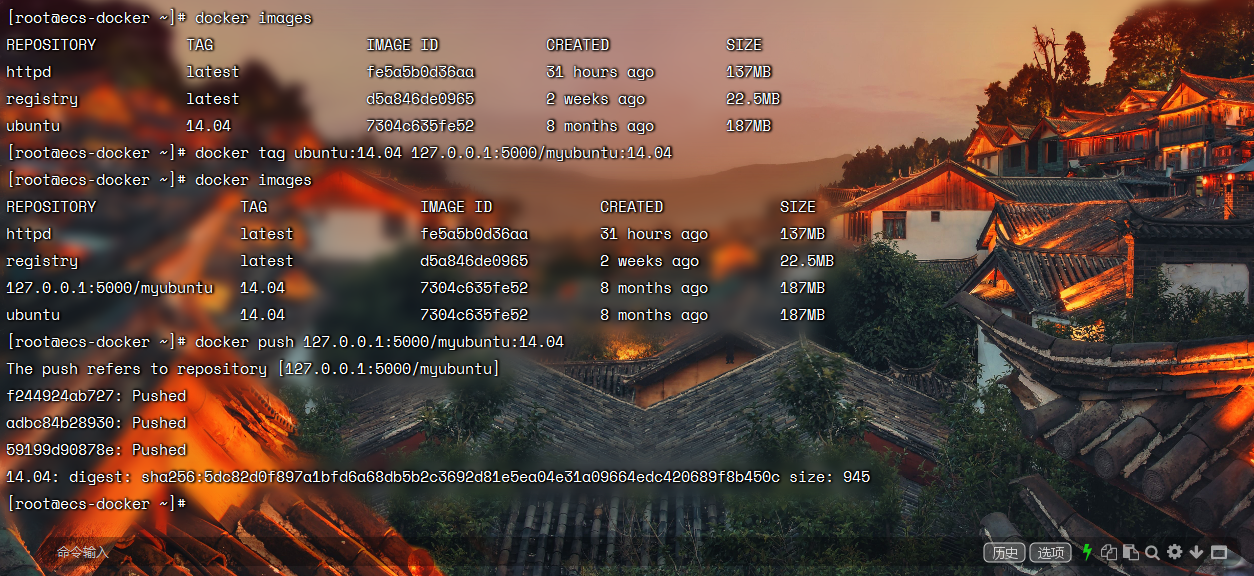 [root@ecs-docker ~]# docker images
REPOSITORY TAG IMAGE ID CREATED SIZE
httpd latest fe5a5b0d36aa 31 hours ago 137MB
registry latest d5a846de0965 2 weeks ago 22.5MB
ubuntu 14.04 7304c635fe52 8 months ago 187MB
[root@ecs-docker ~]# docker tag ubuntu:14.04 127.0.0.1:5000/myubuntu:14.04
[root@ecs-docker ~]# docker images
REPOSITORY TAG IMAGE ID CREATED SIZE
httpd latest fe5a5b0d36aa 31 hours ago 137MB
registry latest d5a846de0965 2 weeks ago 22.5MB
127.0.0.1:5000/myubuntu 14.04 7304c635fe52 8 months ago 187MB
ubuntu 14.04 7304c635fe52 8 months ago 187MB
[root@ecs-docker ~]# docker push 127.0.0.1:5000/myubuntu:14.04
The push refers to repository [127.0.0.1:5000/myubuntu]
f244924ab727: Pushed
adbc84b28930: Pushed
59199d90878e: Pushed
14.04: digest: sha256:5dc82d0f897a1bfd6a68db5b2c3692d81e5ea04e31a09664edc420689f8b450c size: 945
[root@ecs-docker ~]#
命令输入 历史 选项